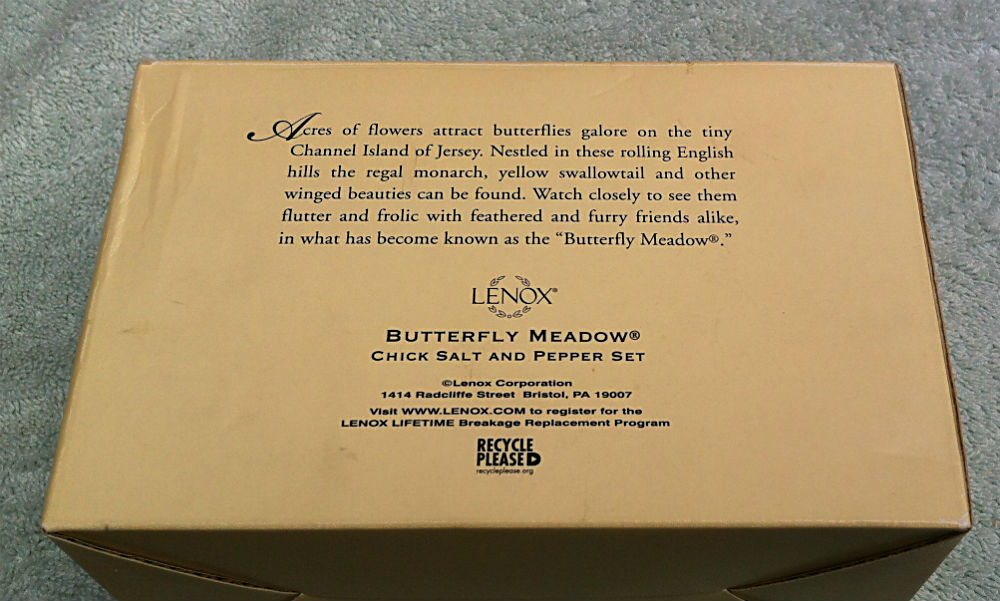 Acres of flowers attract butterflies galore on the tiny
Channel Island of Jersey. Nestled in these rolling English
hills the regal monarch, yellow swallowtail and other
winged beauties can be found. Watch closely to see them
flutter and frolic with feathered and furry friends alike,
in what has become known as the “Butterfly Meadow®.”
LENOX®
BUTTERFLY MEADOW®
CHICK SALT AND PEPPER SET
©Lenox Corporation
1414 Radcliffe Street Bristol, PA 19007
Visit WWW.LENOX.COM to register for the
LENOX LIFETIME Breakage Replacement Program
RECYCLE
PLEASE
recycleplease.org